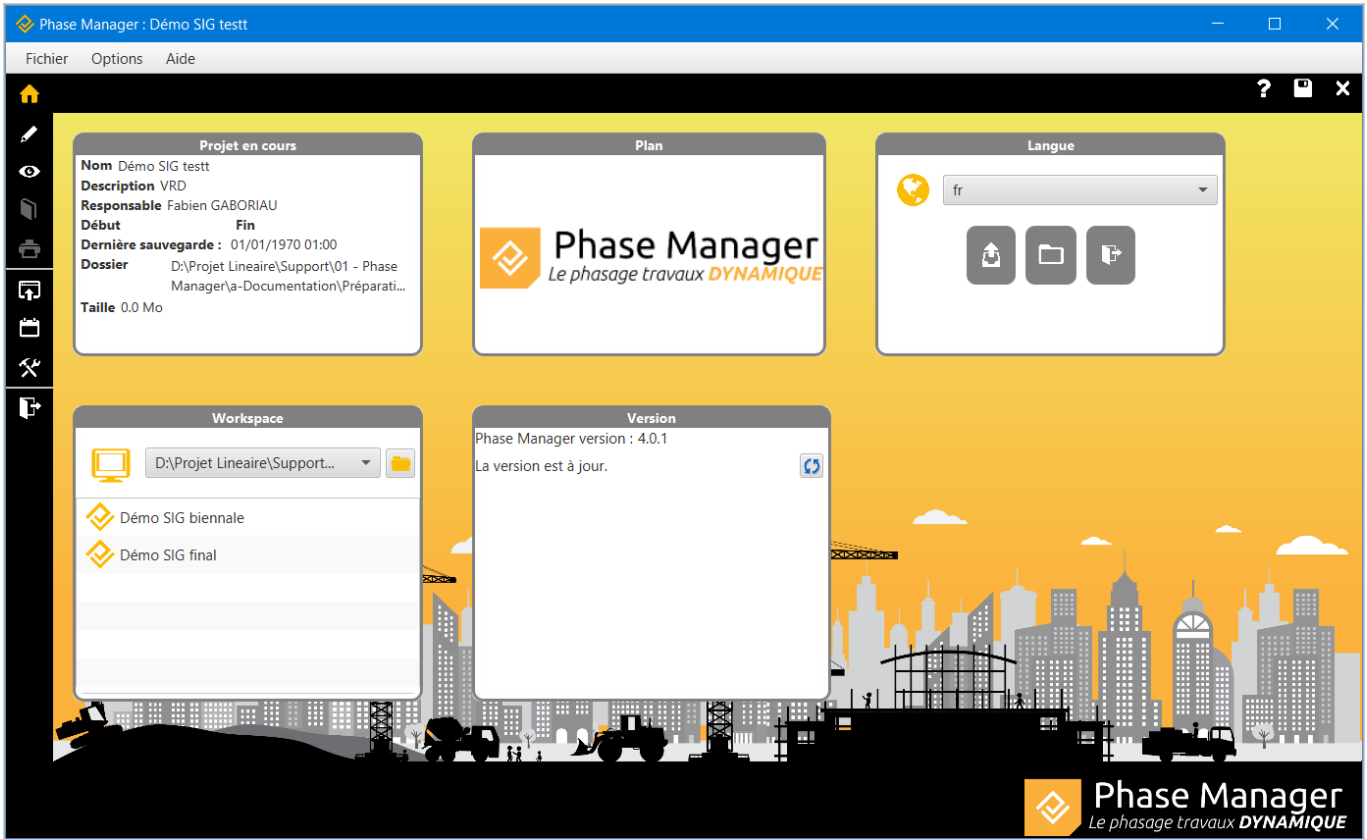 Phase Manager : Démo SIG testt
Fichier Options Aide
Projet en cours
Nom Démo SIG testt
Description VRD
Responsable Fabien GABORIAU
Début Fin
Dernière sauvegarde : 01/01/1970 01:00
Dossier D:\Projet Lineaire\Support\01 - Phase
Manager\a-Documentation\Préparati...
Taille 0.0 Mo
Plan
Phase Manager
Le phasage travaux DYNAMIQUE
Langue
fr
Workspace
D:\Projet Lineaire\Support...
Démo SIG biennale
Démo SIG final
Version
Phase Manager version : 4.0.1
La version est à jour.
Phase Manager
Le phasage travaux DYNAMIQUE